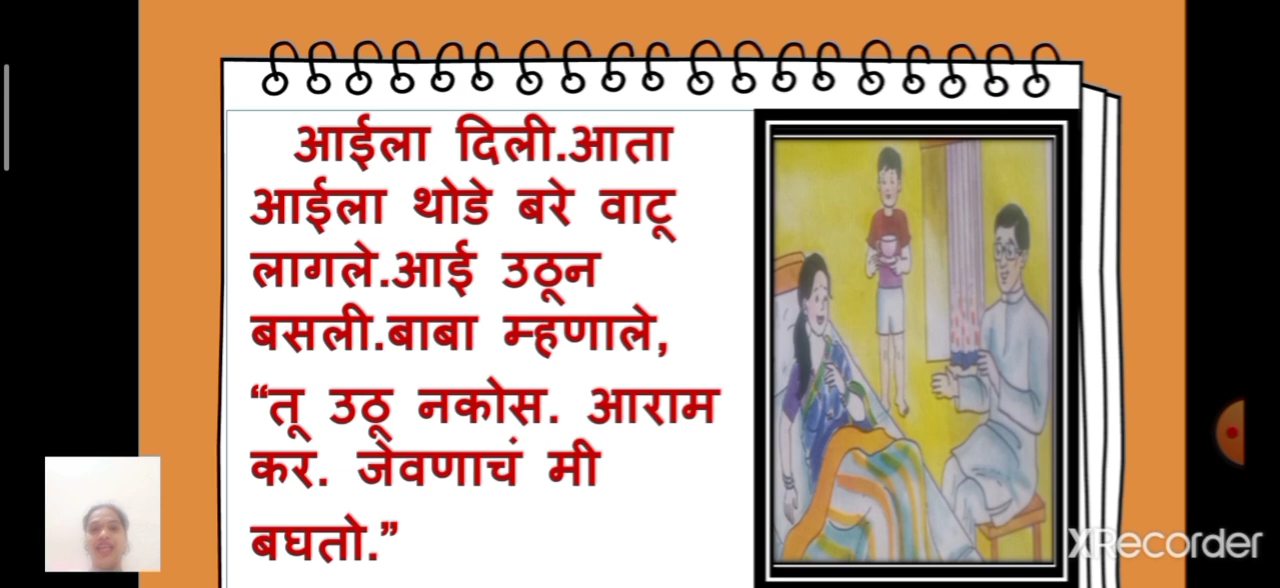 आईला दिली.आता
आईला थोडे बरे वाटू
लागले.आई उठून
बसली.बाबा म्हणाले,
“तू उठू नकोस. आराम
कर. जेवणाचं मी
बघतो.”
XRecorder